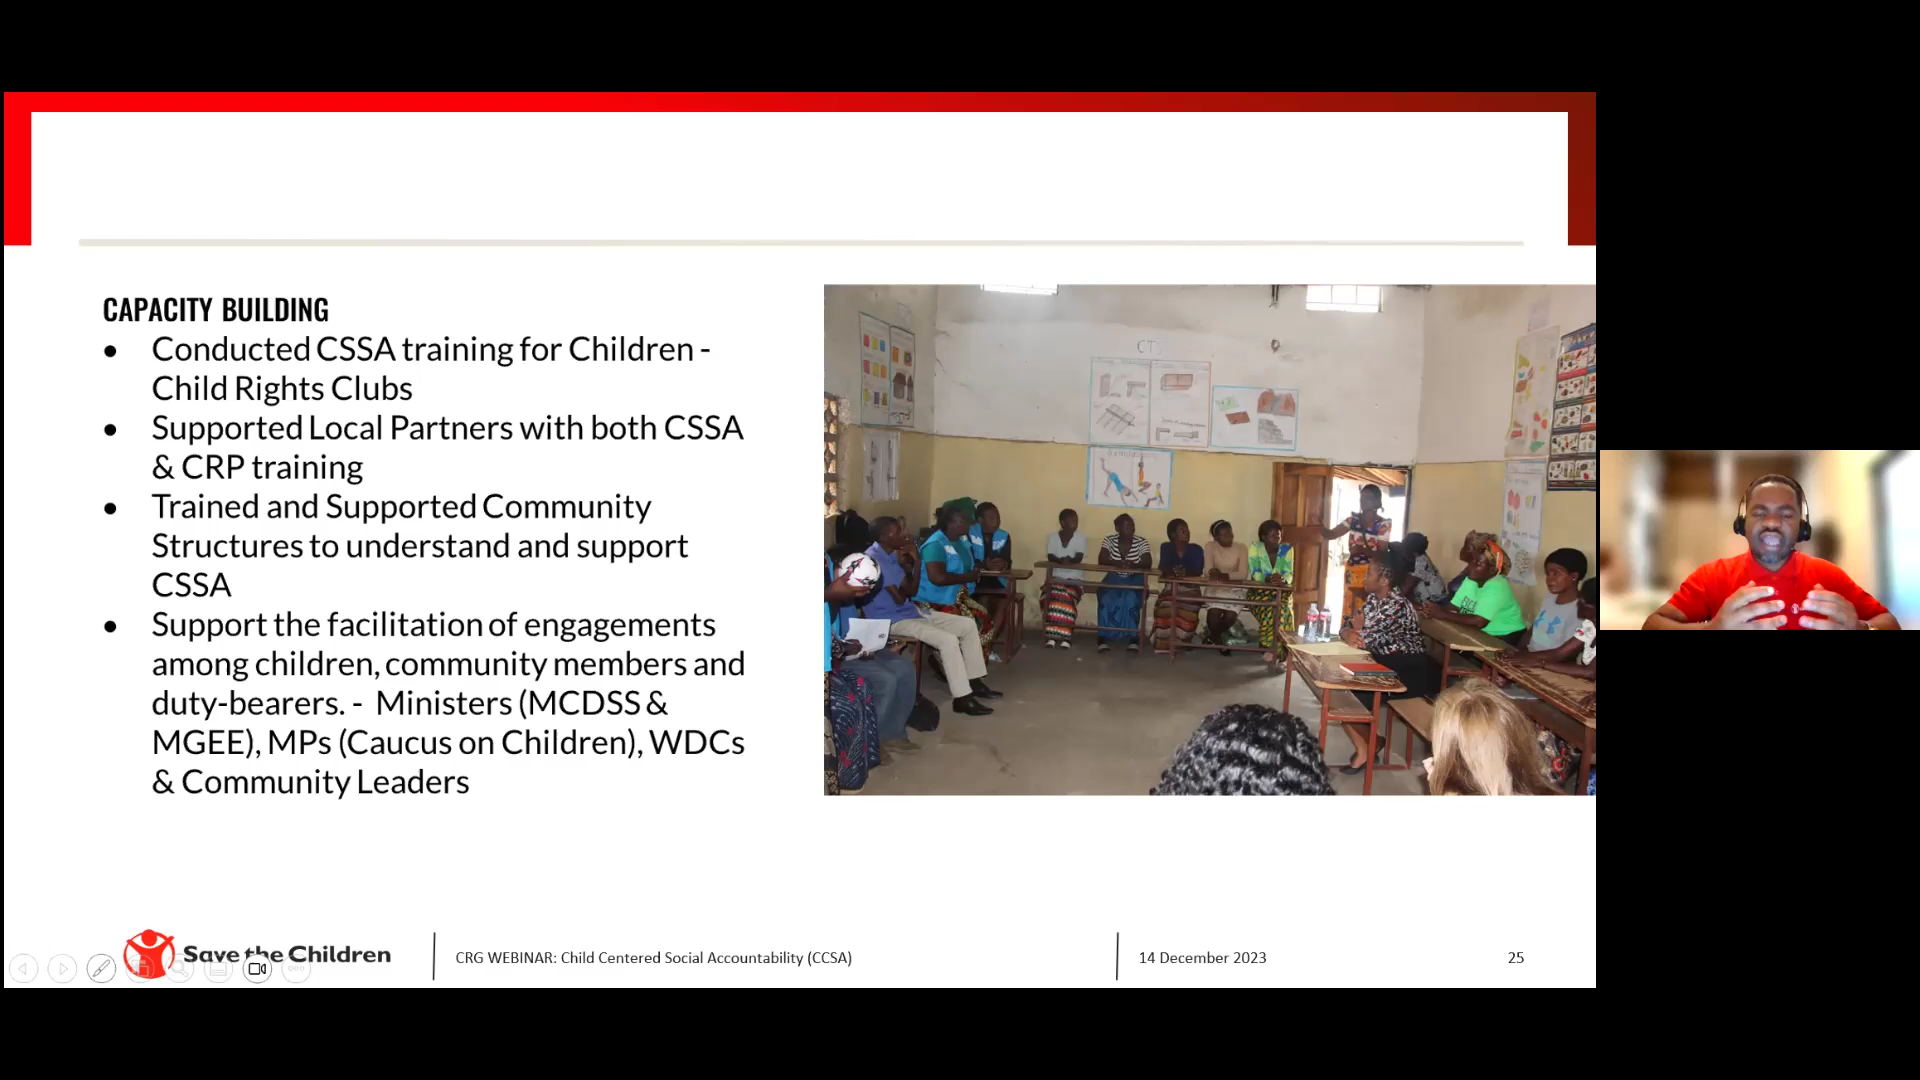 CAPACITY BUILDING
• Conducted CSSA training for Children -
Child Rights Clubs
• Supported Local Partners with both CSSA
& CRP training
• Trained and Supported Community
Structures to understand and support
CSSA
• Support the facilitation of engagements
among children, community members and
duty-bearers. - Ministers (MCDSS &
MGEE), MPs (Caucus on Children), WDCs
& Community Leaders
CTS
Save the Children
CRG WEBINAR: Child Centered Social Accountability (CCSA)
14 December 2023
25